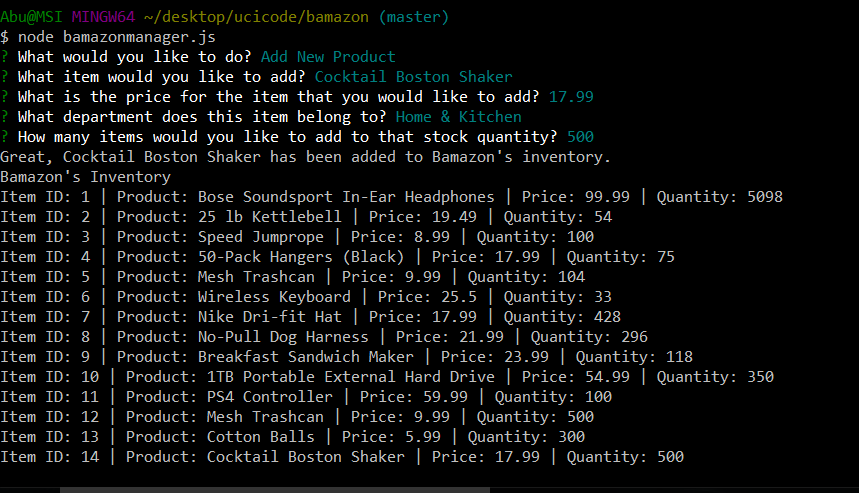 Abu@MSI MINGW64 ~/desktop/ucicode/bamazon (master)
$ node bamazonmanager.js
? What would you like to do? Add New Product
? What item would you like to add? Cocktail Boston Shaker
? What is the price for the item that you would like to add? 17.99
? What department does this item belong to? Home & Kitchen
? How many items would you like to add to that stock quantity? 500
Great, Cocktail Boston Shaker has been added to Bamazon's inventory.
Bamazon's Inventory
Item ID: 1 | Product: Bose Soundsport In-Ear Headphones | Price: 99.99 | Quantity: 5098
Item ID: 2 | Product: 25 lb Kettlebell | Price: 19.49 | Quantity: 54
Item ID: 3 | Product: Speed Jumprope | Price: 8.99 | Quantity: 100
Item ID: 4 | Product: 50-Pack Hangers (Black) | Price: 17.99 | Quantity: 75
Item ID: 5 | Product: Mesh Trashcan | Price: 9.99 | Quantity: 104
Item ID: 6 | Product: Wireless Keyboard | Price: 25.5 | Quantity: 33
Item ID: 7 | Product: Nike Dri-fit Hat | Price: 17.99 | Quantity: 428
Item ID: 8 | Product: No-Pull Dog Harness | Price: 21.99 | Quantity: 296
Item ID: 9 | Product: Breakfast Sandwich Maker | Price: 23.99 | Quantity: 118
Item ID: 10 | Product: 1TB Portable External Hard Drive | Price: 54.99 | Quantity: 350
Item ID: 11 | Product: PS4 Controller | Price: 59.99 | Quantity: 100
Item ID: 12 | Product: Mesh Trashcan | Price: 9.99 | Quantity: 500
Item ID: 13 | Product: Cotton Balls | Price: 5.99 | Quantity: 300
Item ID: 14 | Product: Cocktail Boston Shaker | Price: 17.99 | Quantity: 500